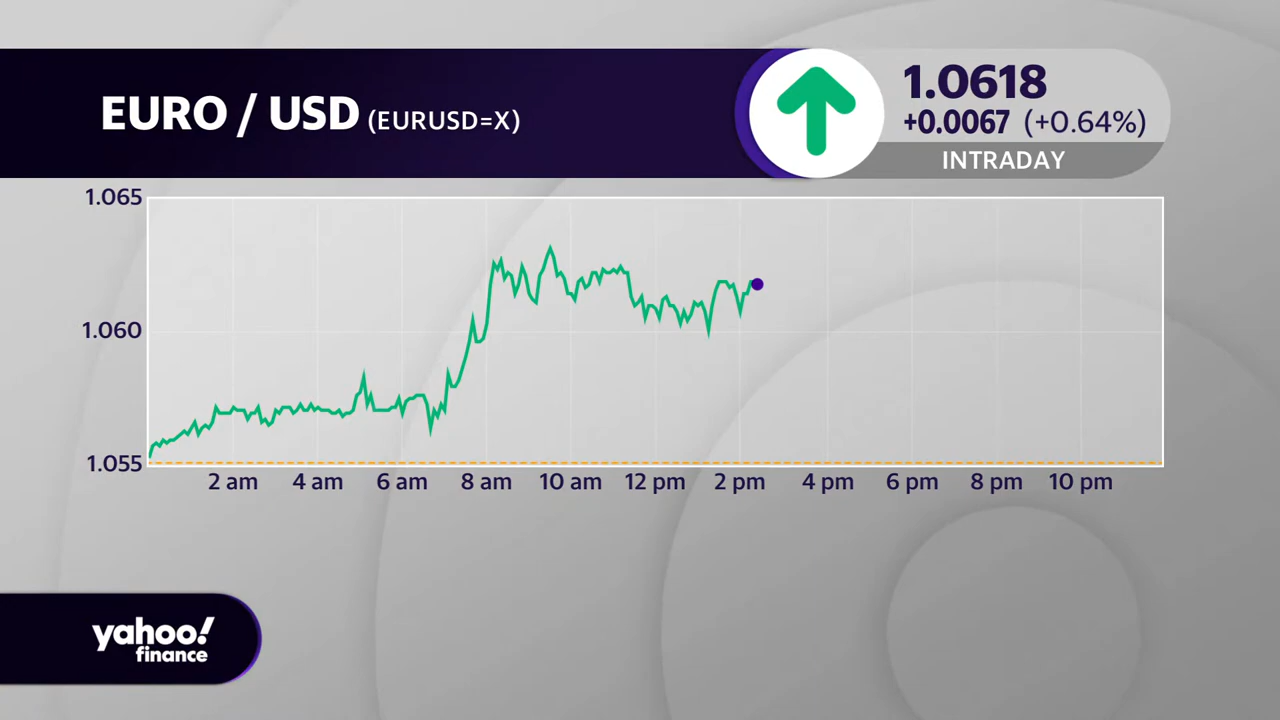 EURO / USD (EURUSD=X)
1.0618
+0.0067 (+0.64%)
INTRADAY
1.065
1.060
1.055
2 am 4 am 6 am 8 am 10 am 12 pm 2 pm 4 pm 6 pm 8 pm 10 pm
yahoo!
finance